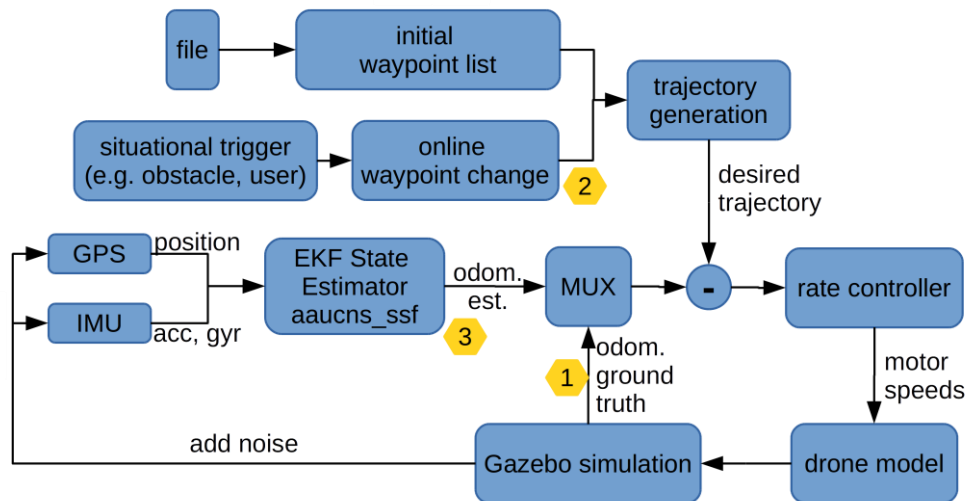 file
initial
waypoint list
trajectory
generation
situational trigger
(e.g. obstacle, user)
online
waypoint change
2
desired
trajectory
GPS
position
IMU
acc, gyr
EKF State
Estimator
aaucns_ssf
odom.
est.
3
MUX
-
rate controller
1
odom.
ground
truth
motor
speeds
add noise
Gazebo simulation
drone model